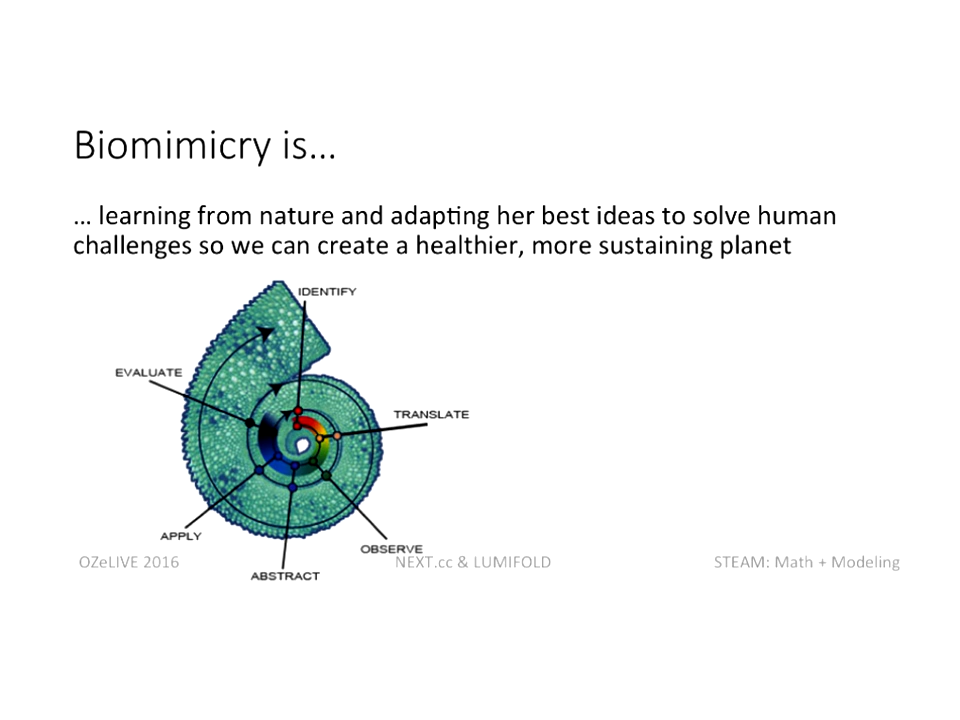 Biomimicry is...
... learning from nature and adapting her best ideas to solve human
challenges so we can create a healthier, more sustaining planet
IDENTIFY
EVALUATE
TRANSLATE
APPLY
OBSERVE
ABSTRACT
OZeLIVE 2016
NEXT.cc & LUMIFOLD
STEAM: Math + Modeling